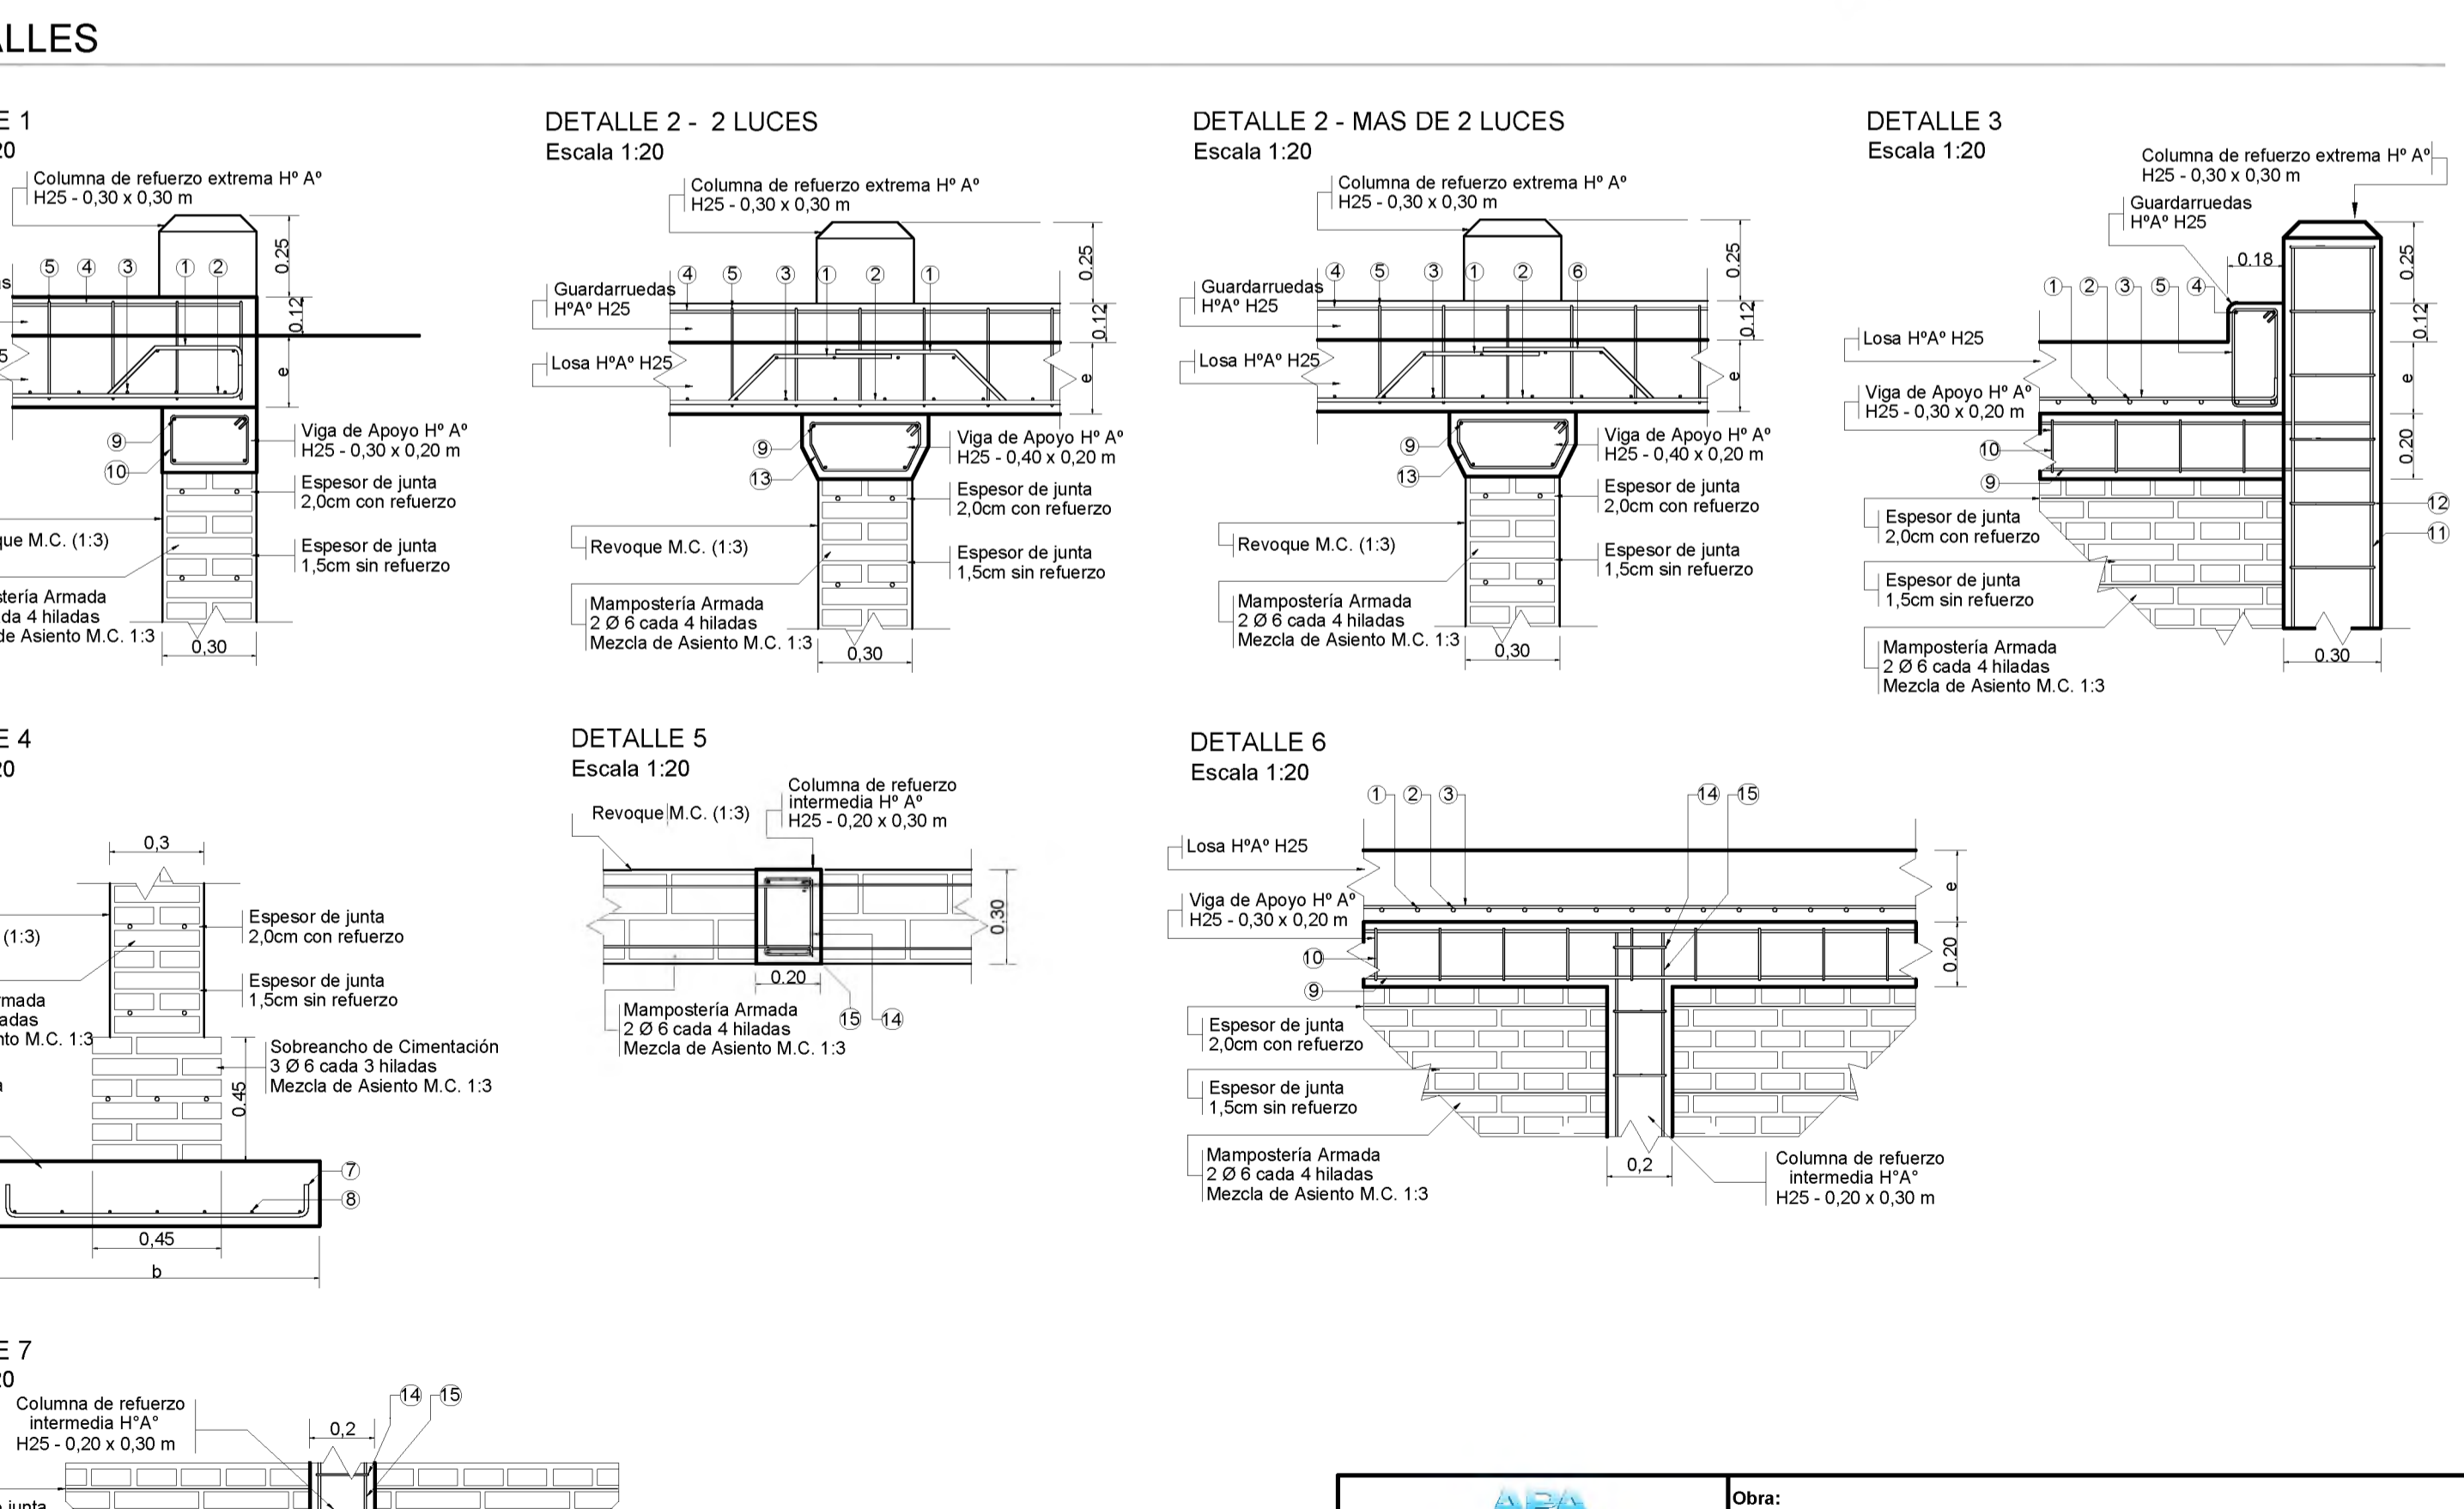 ALLES
E 1
20
Columna de refuerzo extrema Hº Aº
H25 - 0,30 x 0,30 m
5 4 3 1 2
0.25
0.12
e
s
5
9
10
Viga de Apoyo Hº Aº
H25 - 0,30 x 0,20 m
Espesor de junta
2,0cm con refuerzo
Espesor de junta
1,5cm sin refuerzo
que M.C. (1:3)
stería Armada
da 4 hiladas
de Asiento M.C. 1:3
0,30
DETALLE 2 - 2 LUCES
Escala 1:20
Columna de refuerzo extrema Hº Aº
H25 - 0,30 x 0,30 m
4 5 3 1 2 1
Guardarruedas
HºAº H25
Losa HºAº H25
0.25
0.12
e
9
13
Viga de Apoyo Hº Aº
H25 - 0,40 x 0,20 m
Espesor de junta
2,0cm con refuerzo
Espesor de junta
1,5cm sin refuerzo
Revoque M.C. (1:3)
Mampostería Armada
2 Ø 6 cada 4 hiladas
Mezcla de Asiento M.C. 1:3
0,30
DETALLE 2 - MAS DE 2 LUCES
Escala 1:20
Columna de refuerzo extrema Hº Aº
H25 - 0,30 x 0,30 m
4 5 3 1 2 6
Guardarruedas
HºAº H25
Losa HºAº H25
0.25
0.12
e
9
13
Viga de Apoyo Hº Aº
H25 - 0,40 x 0,20 m
Espesor de junta
2,0cm con refuerzo
Espesor de junta
1,5cm sin refuerzo
Revoque M.C. (1:3)
Mampostería Armada
2 Ø 6 cada 4 hiladas
Mezcla de Asiento M.C. 1:3
0,30
DETALLE 3
Escala 1:20
Columna de refuerzo extrema Hº Aº
H25 - 0,30 x 0,30 m
Guardarruedas
HºAº H25
0.18
1 2 3 5 4
Losa HºAº H25
Viga de Apoyo Hº Aº
H25 - 0,30 x 0,20 m
0.25
0.12
e
0.20
10
9
12
11
Espesor de junta
2,0cm con refuerzo
Espesor de junta
1,5cm sin refuerzo
Mampostería Armada
2 Ø 6 cada 4 hiladas
Mezcla de Asiento M.C. 1:3
0.30
E 4
20
0,3
(1:3)
Espesor de junta
2,0cm con refuerzo
Espesor de junta
1,5cm sin refuerzo
rmada
adas
nto M.C. 1:3
Sobreancho de Cimentación
3 Ø 6 cada 3 hiladas
Mezcla de Asiento M.C. 1:3
0.45
7
8
0,45
b
DETALLE 5
Escala 1:20
Columna de refuerzo
intermedia Hº Aº
H25 - 0,20 x 0,30 m
Revoque M.C. (1:3)
0.30
0.20
15 14
Mampostería Armada
2 Ø 6 cada 4 hiladas
Mezcla de Asiento M.C. 1:3
DETALLE 6
Escala 1:20
1 2 3 14 15
Losa HºAº H25
Viga de Apoyo Hº Aº
H25 - 0,30 x 0,20 m
e
0.20
10
9
Espesor de junta
2,0cm con refuerzo
Espesor de junta
1,5cm sin refuerzo
Mampostería Armada
2 Ø 6 cada 4 hiladas
Mezcla de Asiento M.C. 1:3
0,2
Columna de refuerzo
intermedia H°A°
H25 - 0,20 x 0,30 m
E 7
20
Columna de refuerzo
intermedia H°A°
H25 - 0,20 x 0,30 m
0,2
14 15
junta
Obra: